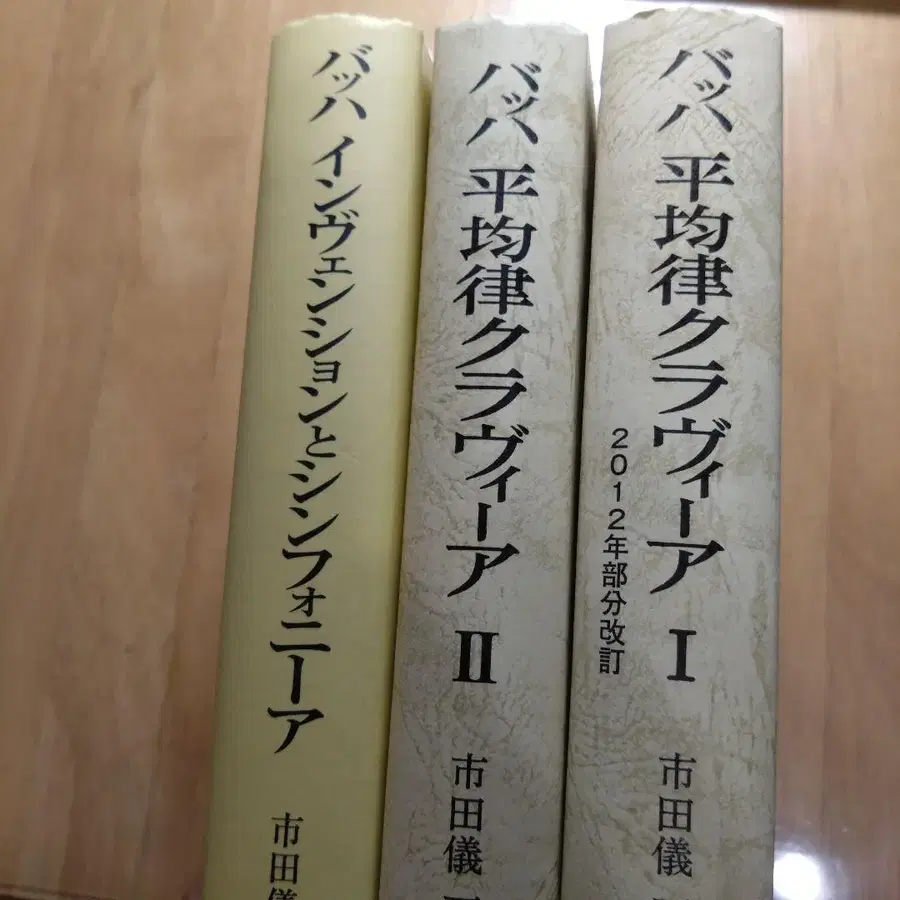 バッハ インヴェンションとシンフォニーア
市田儀
バッハ 平均律クラヴィーア II
市田儀
バッハ 平均律クラヴィーア I
2012年部分改訂
市田儀